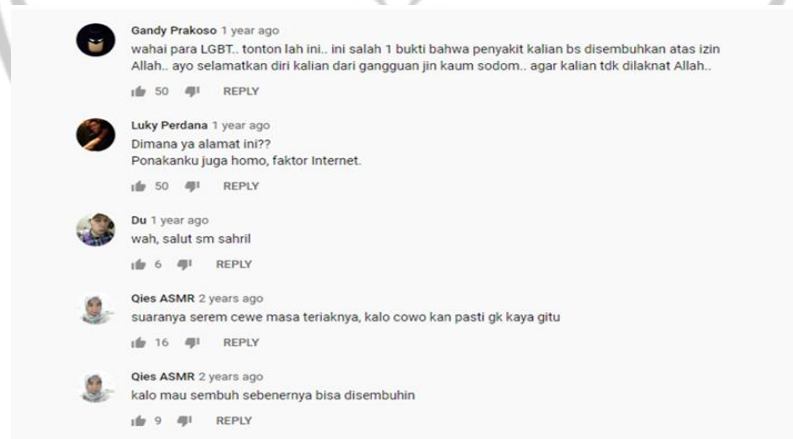 Gandy Prakoso 1 year ago
wahai para LGBT.. tonton lah ini.. ini salah 1 bukti bahwa penyakit kalian bs disembuhkan atas izin
Allah.. ayo selamatkan diri kalian dari gangguan jin kaum sodom.. agar kalian tdk dilaknat Allah..
50 REPLY
Luky Perdana 1 year ago
Dimana ya alamat ini??
Ponakanku juga homo, faktor Internet.
50 REPLY
Du 1 year ago
wah, salut sm sahril
6 REPLY
Qies ASMR 2 years ago
suaranya serem cewe masa teriaknya, kalo cowo kan pasti gk kaya gitu
16 REPLY
Qies ASMR 2 years ago
kalo mau sembuh sebenernya bisa disembuhin
9 REPLY